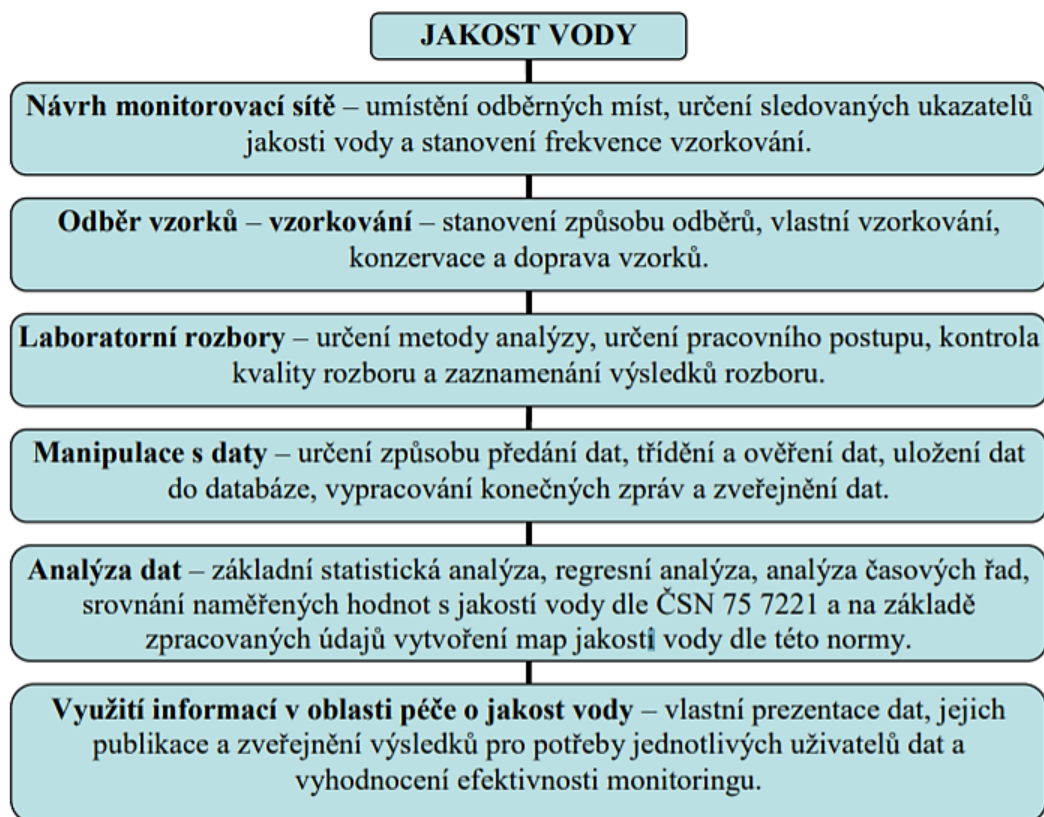 JAKOST VODY
Návrh monitorovací sítě – umístění odběrných míst, určení sledovaných ukazatelů
jakosti vody a stanovení frekvence vzorkování.
Odběr vzorků – vzorkování – stanovení způsobu odběrů, vlastní vzorkování,
konzervace a doprava vzorků.
Laboratorní rozbory – určení metody analýzy, určení pracovního postupu, kontrola
kvality rozboru a zaznamenání výsledků rozboru.
Manipulace s daty – určení způsobu předání dat, třídění a ověření dat, uložení dat
do databáze, vypracování konečných zpráv a zveřejnění dat.
Analýza dat – základní statistická analýza, regresní analýza, analýza časových řad,
srovnání naměřených hodnot s jakostí vody dle ČSN 75 7221 a na základě
zpracovaných údajů vytvoření map jakosti vody dle této normy.
Využití informací v oblasti péče o jakost vody – vlastní prezentace dat, jejich
publikace a zveřejnění výsledků pro potřeby jednotlivých uživatelů dat a
vyhodnocení efektivnosti monitoringu.